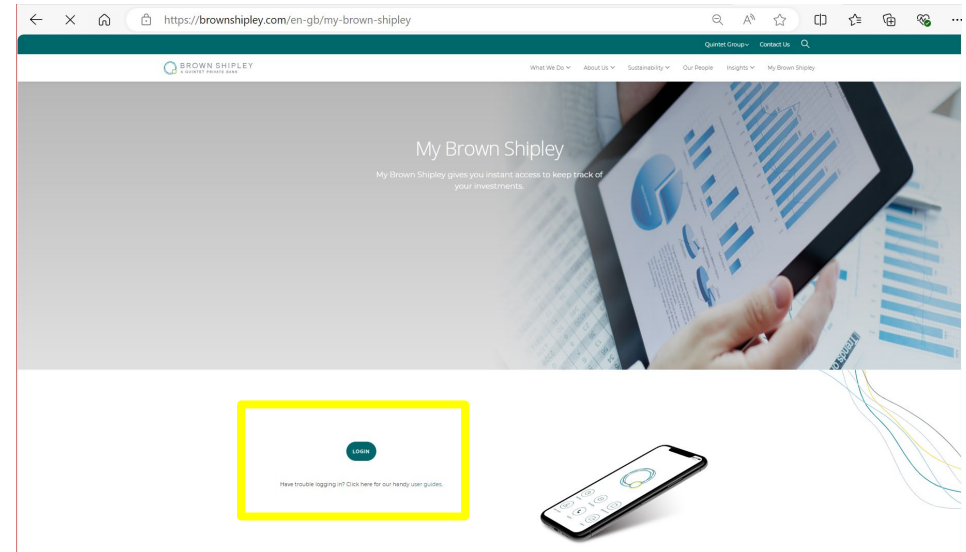 https://brownshipley.com/en-gb/my-brown-shipley
Quintet Group Contact Us
BROWN SHIPLEY
A QUINTET PRIVATE BANK
What We Do About Us Sustainability Our People Insights My Brown Shipley
My Brown Shipley
My Brown Shipley gives you instant access to keep track of
your investments.
LOGIN
Have trouble logging in? Click here for our handy user guides.